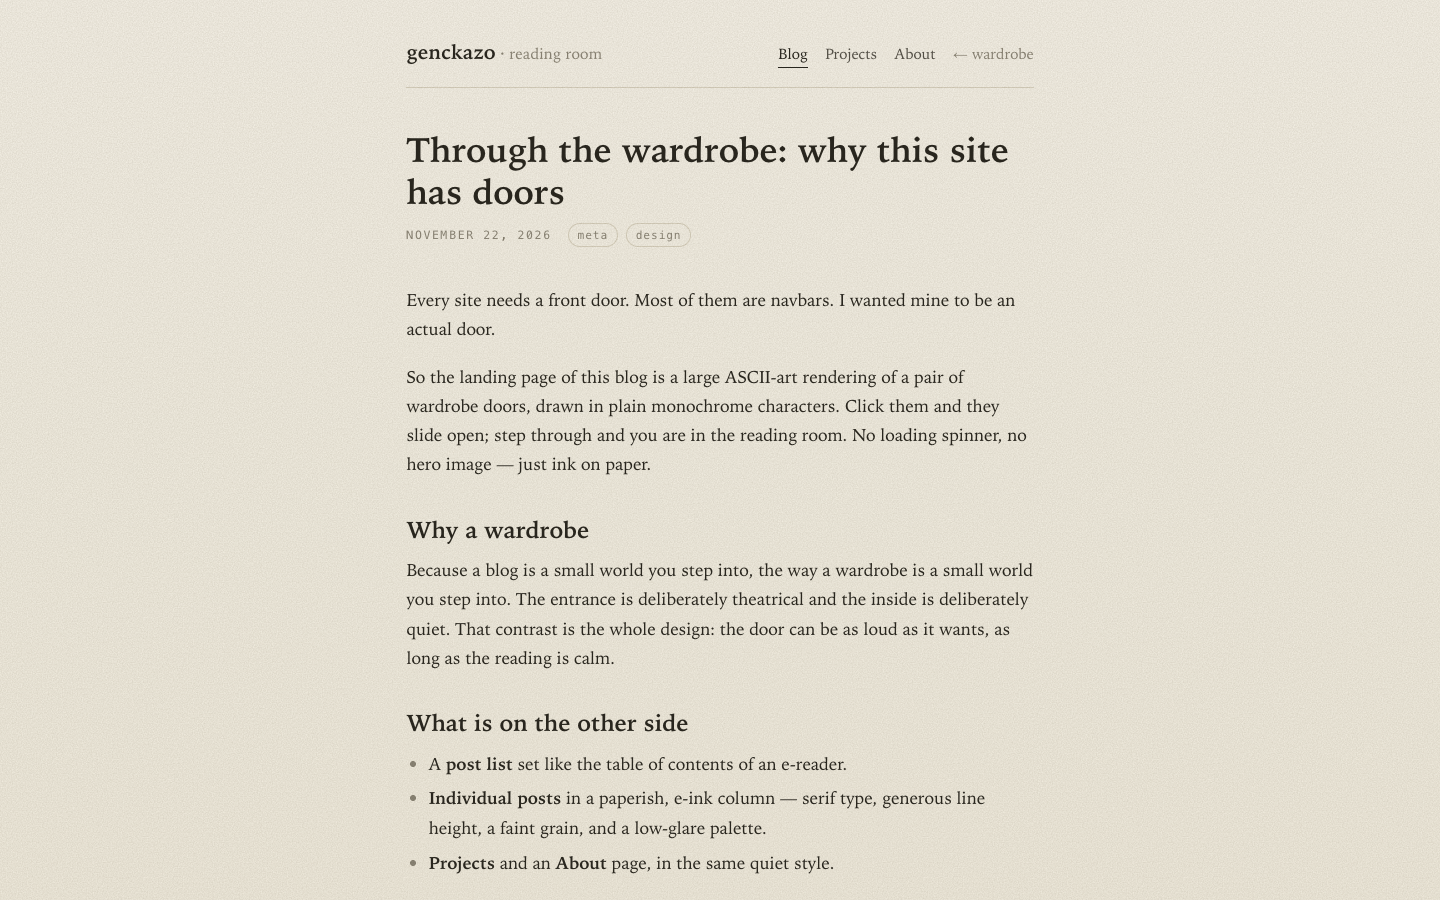 genckazo · reading room
Blog Projects About ← wardrobe
Through the wardrobe: why this site
has doors
NOVEMBER 22, 2026 meta design
Every site needs a front door. Most of them are navbars. I wanted mine to be an
actual door.
So the landing page of this blog is a large ASCII-art rendering of a pair of
wardrobe doors, drawn in plain monochrome characters. Click them and they
slide open; step through and you are in the reading room. No loading spinner, no
hero image — just ink on paper.
Why a wardrobe
Because a blog is a small world you step into, the way a wardrobe is a small world
you step into. The entrance is deliberately theatrical and the inside is deliberately
quiet. That contrast is the whole design: the door can be as loud as it wants, as
long as the reading is calm.
What is on the other side
• A post list set like the table of contents of an e-reader.
• Individual posts in a paperish, e-ink column — serif type, generous line
height, a faint grain, and a low-glare palette.
• Projects and an About page, in the same quiet style.